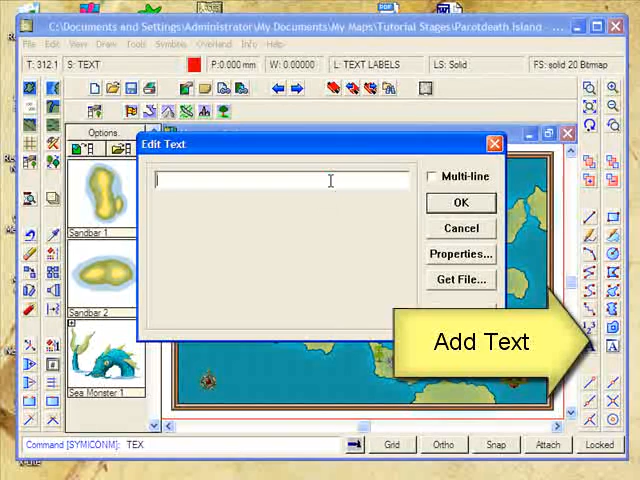 C:\Documents and Settings\Administrator\My Documents\My Maps\Tutorial Stages\Parotdeath Island - ...
File Edit View Draw Tools Symbols Overland Info Help
T: 312.1 S: TEXT P:0.000 mm W: 0.00000 L: TEXT LABELS LS: Solid FS: solid 20 Bitmap
Options.
Edit Text
Multi-line
OK
Cancel
Properties...
Get File...
Sandbar 1
Sandbar 2
Sea Monster 1
Add Text
Command [SYMICONM]: TEX
Grid Ortho Snap Attach Locked